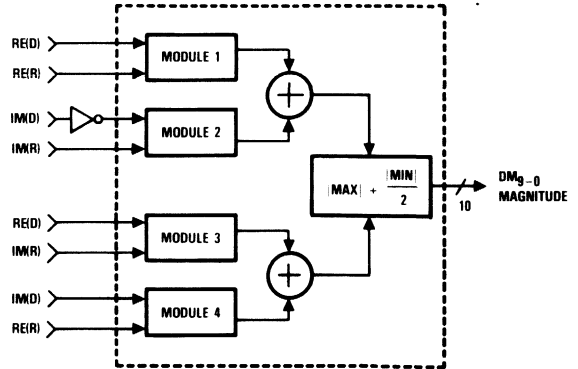 RE(D)
RE(R)
MODULE 1
IM(D)
IM(R)
MODULE 2
+
|MAX| + |MIN|
2
10
DM9-0
MAGNITUDE
RE(D)
IM(R)
MODULE 3
+
IM(D)
RE(R)
MODULE 4